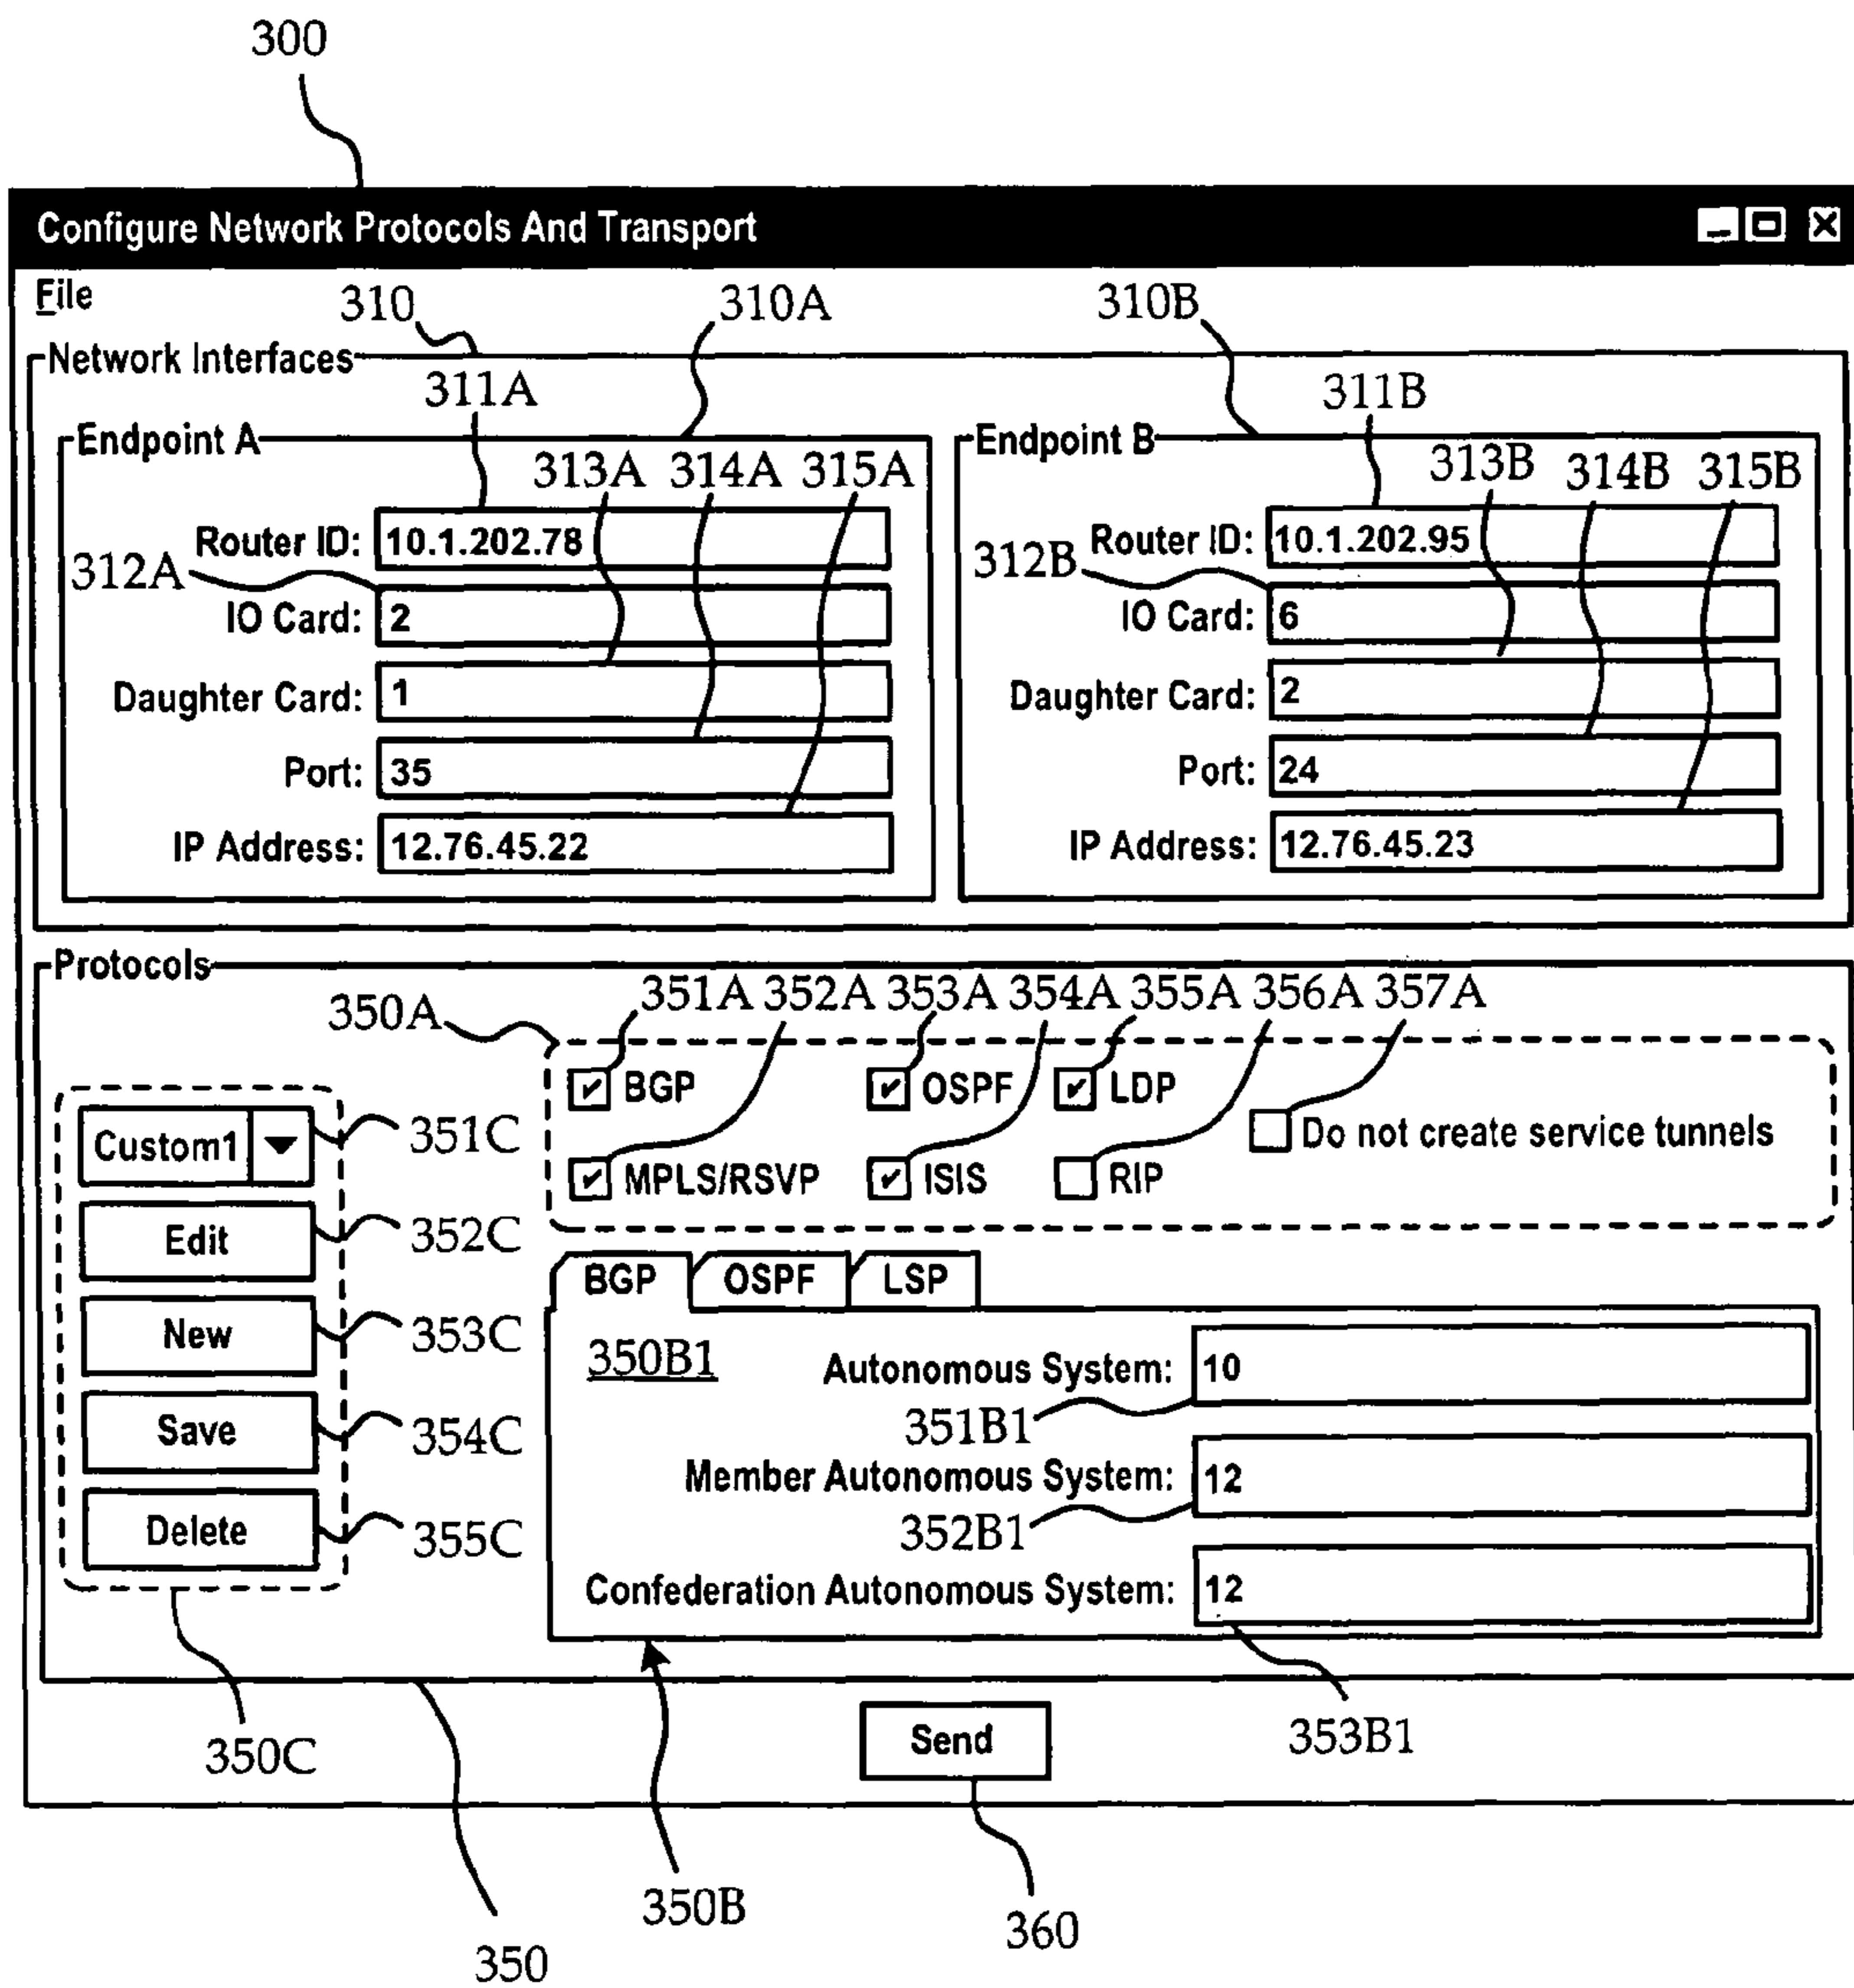 300
Configure Network Protocols And Transport
File
310
310A
310B
Network Interfaces
311A
311B
Endpoint A
313A 314A 315A
Router ID: 10.1.202.78
312A
IO Card: 2
Daughter Card: 1
Port: 35
IP Address: 12.76.45.22
Endpoint B
313B 314B 315B
Router ID: 10.1.202.95
312B
IO Card: 6
Daughter Card: 2
Port: 24
IP Address: 12.76.45.23
Protocols
350A
351A 352A 353A 354A 355A 356A 357A
BGP OSPF LDP
Do not create service tunnels
MPLS/RSVP ISIS RIP
Custom1 351C
Edit 352C
New 353C
Save 354C
Delete 355C
350C
BGP OSPF LSP
350B1
Autonomous System: 10
351B1
Member Autonomous System: 12
352B1
Confederation Autonomous System: 12
353B1
Send
350B
360
350